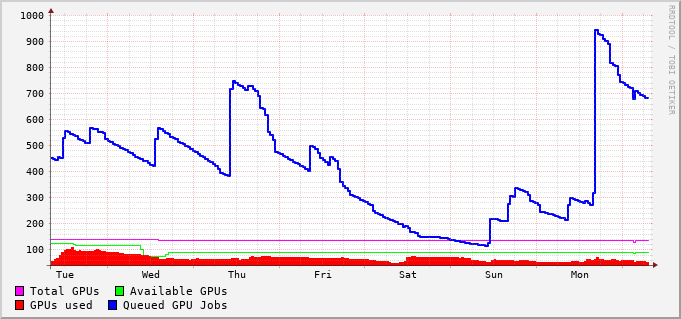 1000
900
800
700
600
500
400
300
200
100
Tue Wed Thu Fri Sat Sun Mon
Total GPUs Available GPUs
GPUs used Queued GPU Jobs
RRDTOOL / TOBI OETIKER